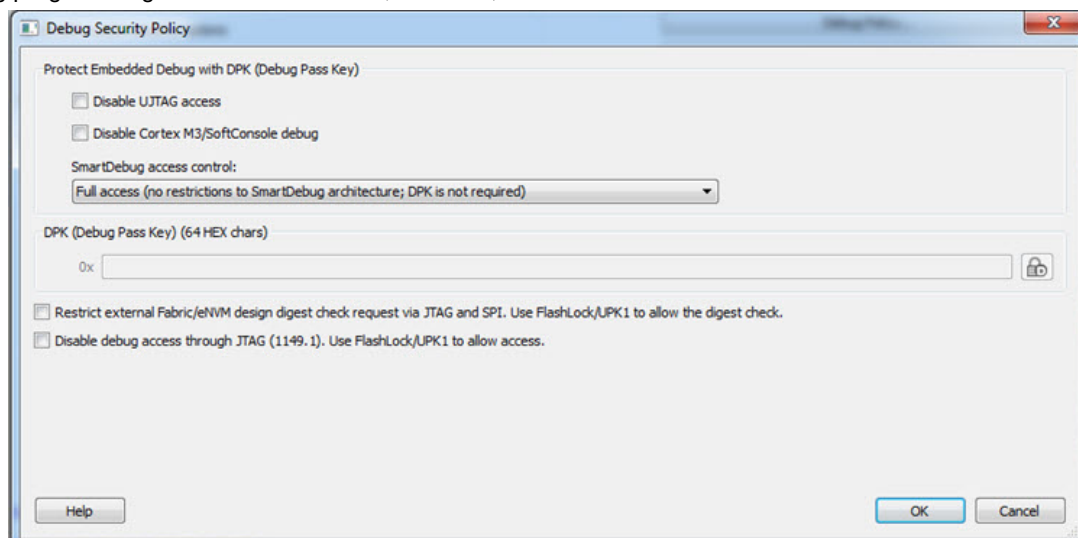 Debug Security Policy
Protect Embedded Debug with DPK (Debug Pass Key)
Disable UJTAG access
Disable Cortex M3/SoftConsole debug
SmartDebug access control:
Full access (no restrictions to SmartDebug architecture; DPK is not required)
DPK (Debug Pass Key) (64 HEX chars)
0x
Restrict external Fabric/eNVM design digest check request via JTAG and SPI. Use FlashLock/UPK1 to allow the digest check.
Disable debug access through JTAG (1149.1). Use FlashLock/UPK1 to allow access.
Help OK Cancel